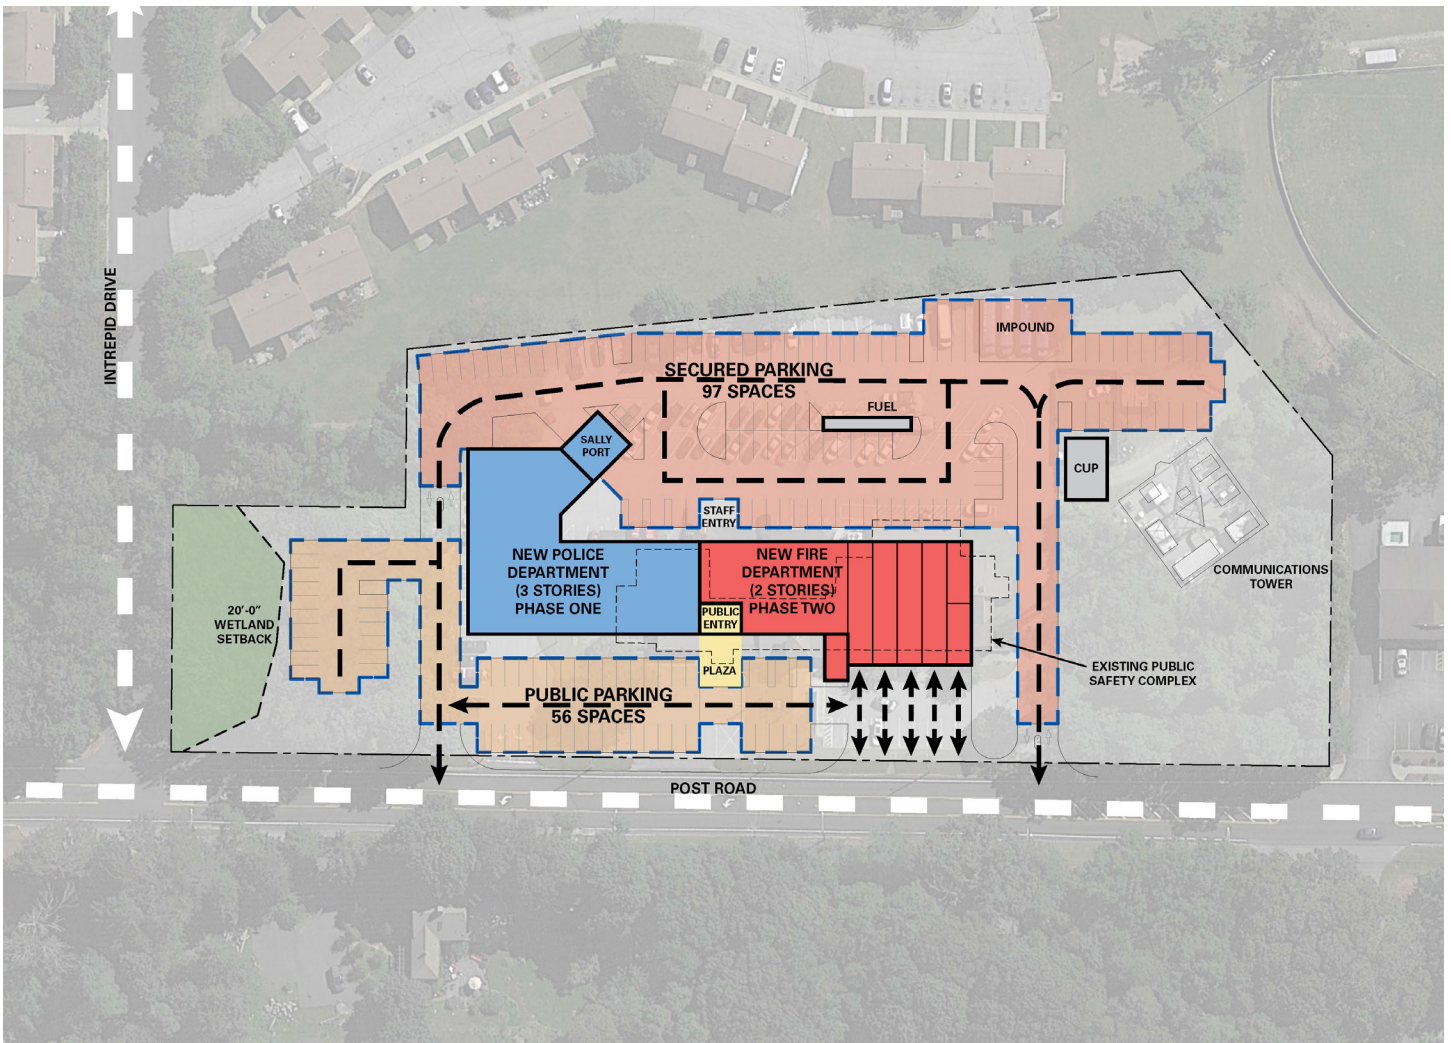 INTREPID DRIVE
IMPOUND
SECURED PARKING
97 SPACES
FUEL
SALLY
PORT
CUP
STAFF
ENTRY
NEW POLICE
DEPARTMENT
(3 STORIES)
PHASE ONE
NEW FIRE
DEPARTMENT
(2 STORIES)
PHASE TWO
COMMUNICATIONS
TOWER
20'-0"
WETLAND
SETBACK
PUBLIC
ENTRY
PLAZA
EXISTING PUBLIC
SAFETY COMPLEX
PUBLIC PARKING
56 SPACES
POST ROAD